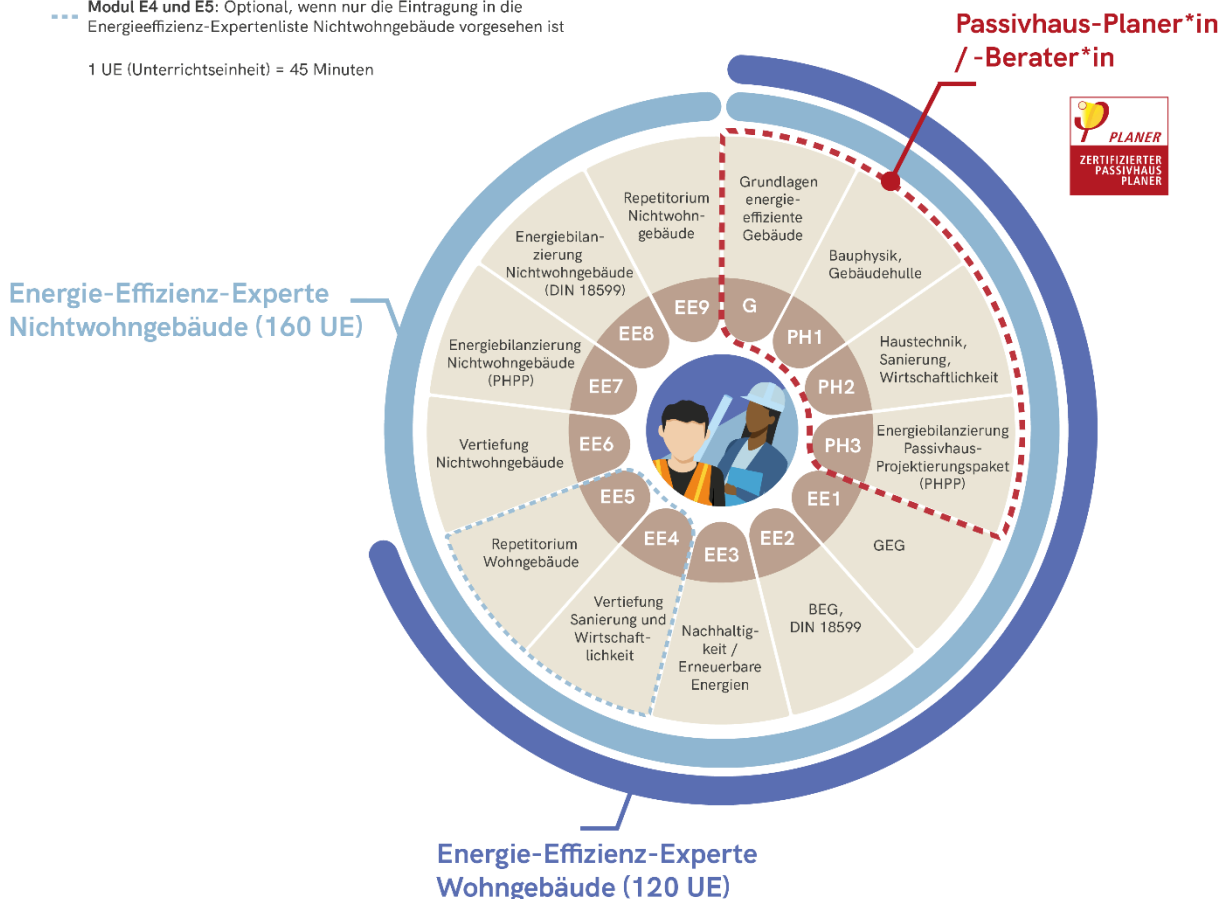 Modul E4 und E5: Optional, wenn nur die Eintragung in die
Energieeffizienz-Expertenliste Nichtwohngebäude vorgesehen ist
1 UE (Unterrichtseinheit) = 45 Minuten
Passivhaus-Planer*in
/ -Berater*in
PLANER
ZERTIFIZIERTER
PASSIVHAUS
PLANER
Grundlagen
energie-
effiziente
Gebäude
G
Bauphysik,
Gebäudehulle
PH1
Haustechnik,
Sanierung,
Wirtschaftlichkeit
PH2
Energiebilanzierung
Passivhaus-
Projektierungspaket
(PHPP)
PH3
GEG
EE1
BEG,
DIN 18599
EE2
Nachhaltig-
keit /
Erneuerbare
Energien
EE3
Vertiefung
Sanierung und
Wirtschaft-
lichkeit
EE4
Repetitorium
Wohngebäude
EE5
Vertiefung
Nichtwohngebäude
EE6
Energiebilanzierung
Nichtwohngebäude
(PHPP)
EE7
Energiebilan-
zierung
Nichtwohngebäude
(DIN 18599)
EE8
Repetitorium
Nichtwohn-
gebäude
EE9
Energie-Effizienz-Experte
Nichtwohngebäude (160 UE)
Energie-Effizienz-Experte
Wohngebäude (120 UE)